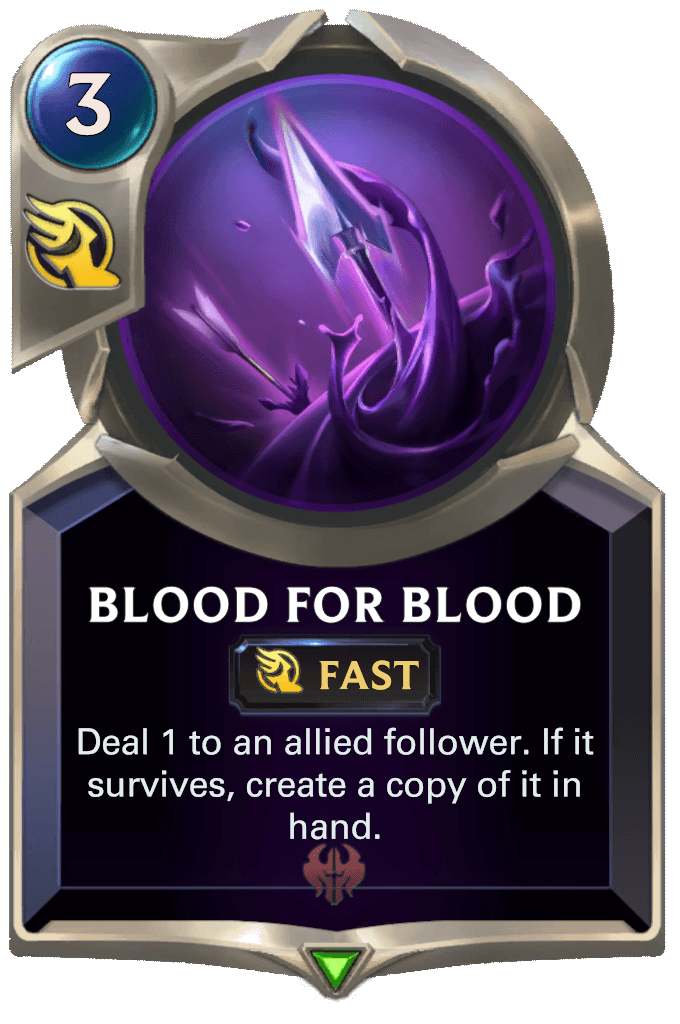 3
BLOOD FOR BLOOD
FAST
Deal 1 to an allied follower. If it
survives, create a copy of it in
hand.